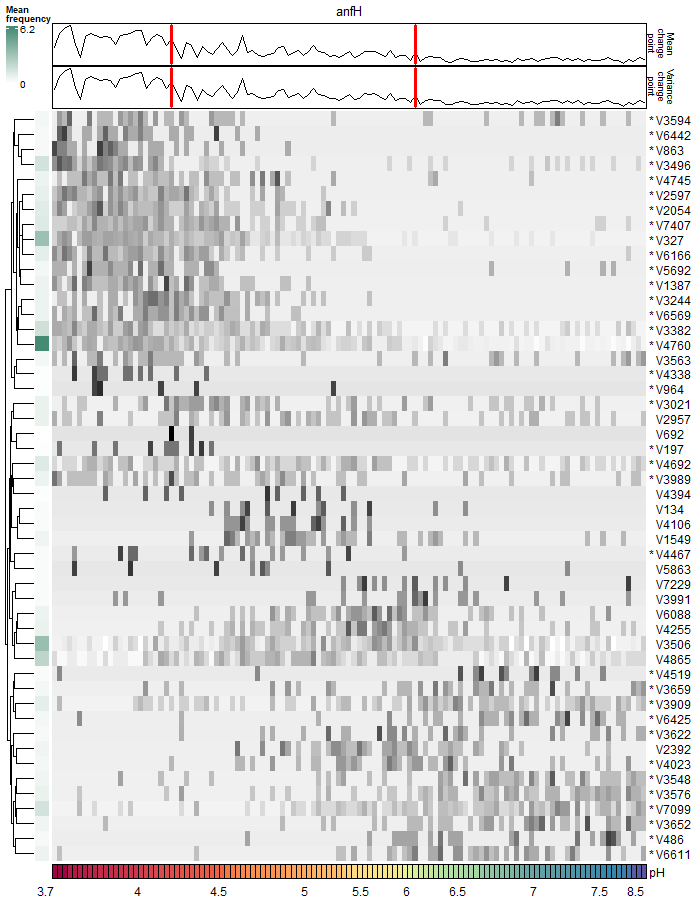 Mean
frequency
6.2
0
anfH
Mean
change
point
Variance
change
point
* V3594
* V6442
* V863
* V3496
* V4745
* V2597
* V2054
* V7407
* V327
* V6166
* V5692
* V1387
* V3244
* V6569
* V3382
* V4760
V3563
* V4338
* V964
* V3021
V2957
V692
* V197
* V4692
* V3989
V4394
V134
V4106
V1549
* V4467
V5863
V7229
V3991
V6088
V4255
V3506
V4865
* V4519
* V3659
* V3909
* V6425
* V3622
V2392
* V4023
* V3548
* V3576
* V7099
* V3652
* V486
* V6611
pH
3.7 4 4.5 5 5.5 6 6.5 7 7.5 8.5